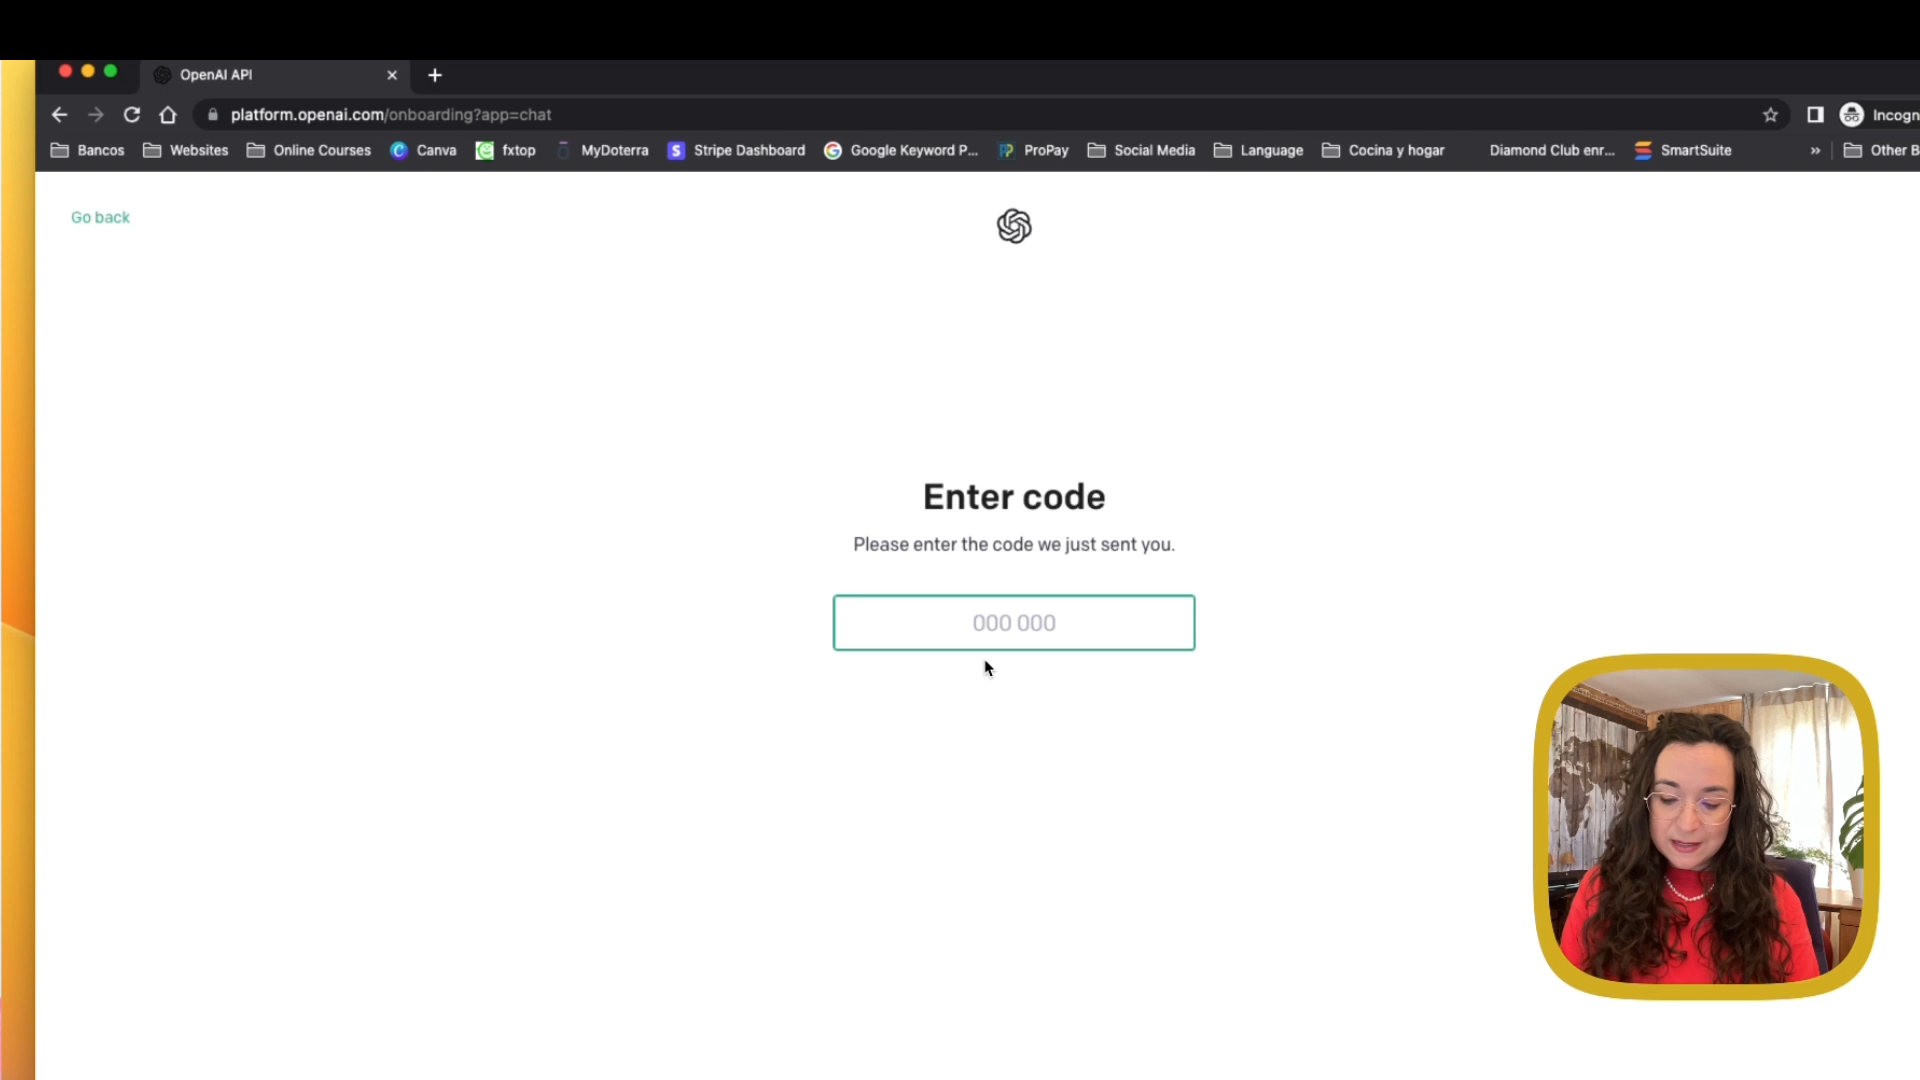 OpenAI API
platform.openai.com/onboarding?app=chat
Incogn
Bancos Websites Online Courses Canva fxtop MyDoterra Stripe Dashboard Google Keyword P... ProPay Social Media Language Cocina y hogar Diamond Club enr... SmartSuite » Other B
Go back
Enter code
Please enter the code we just sent you.
000 000